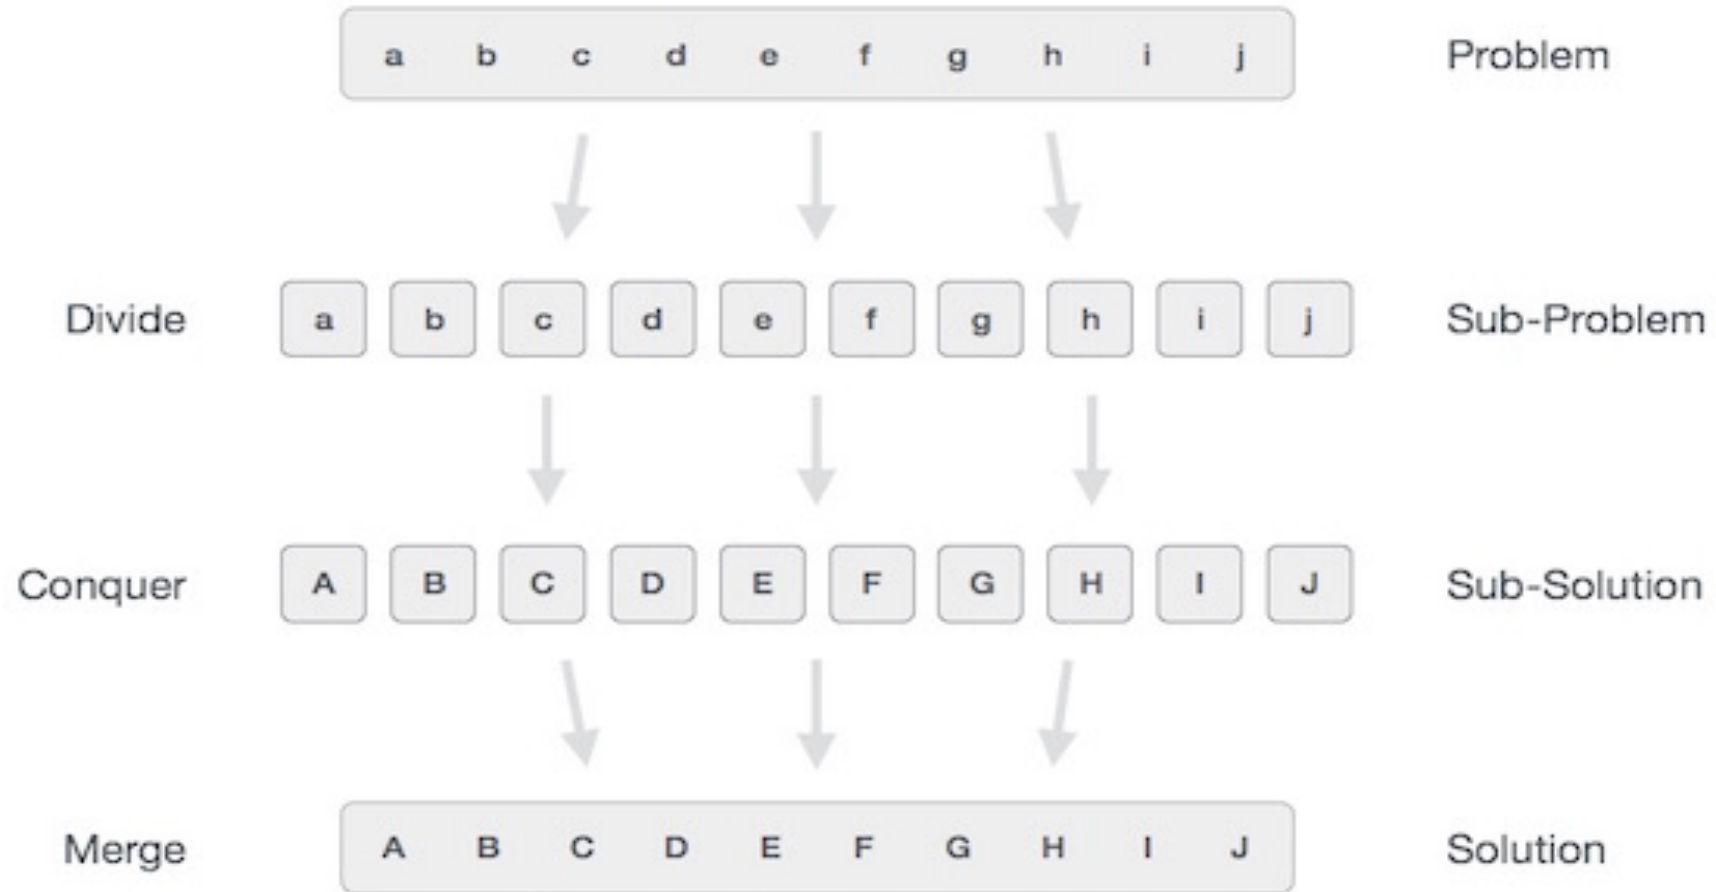 a b c d e f g h i j Problem
Divide a b c d e f g h i j Sub-Problem
Conquer A B C D E F G H I J Sub-Solution
Merge A B C D E F G H I J Solution